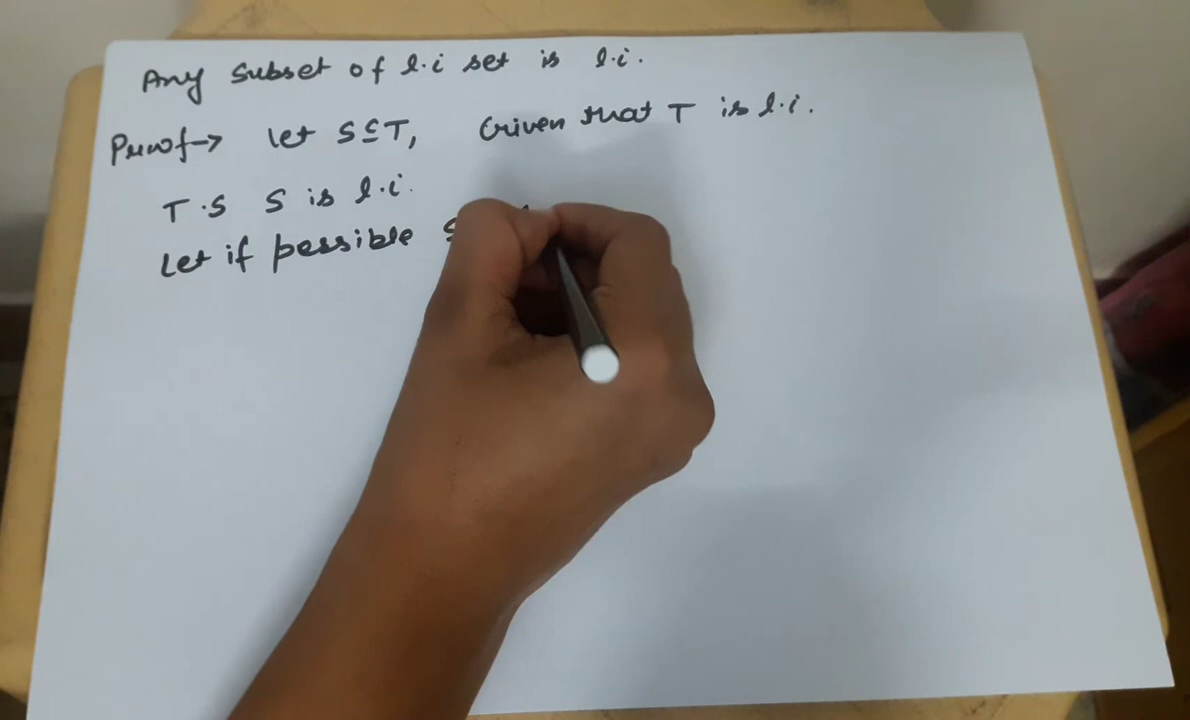 Any subset of l.i set is l.i.
Proof→ let S⊆T, Given that T is l.i.
T.S S is l.i.
Let if possible S